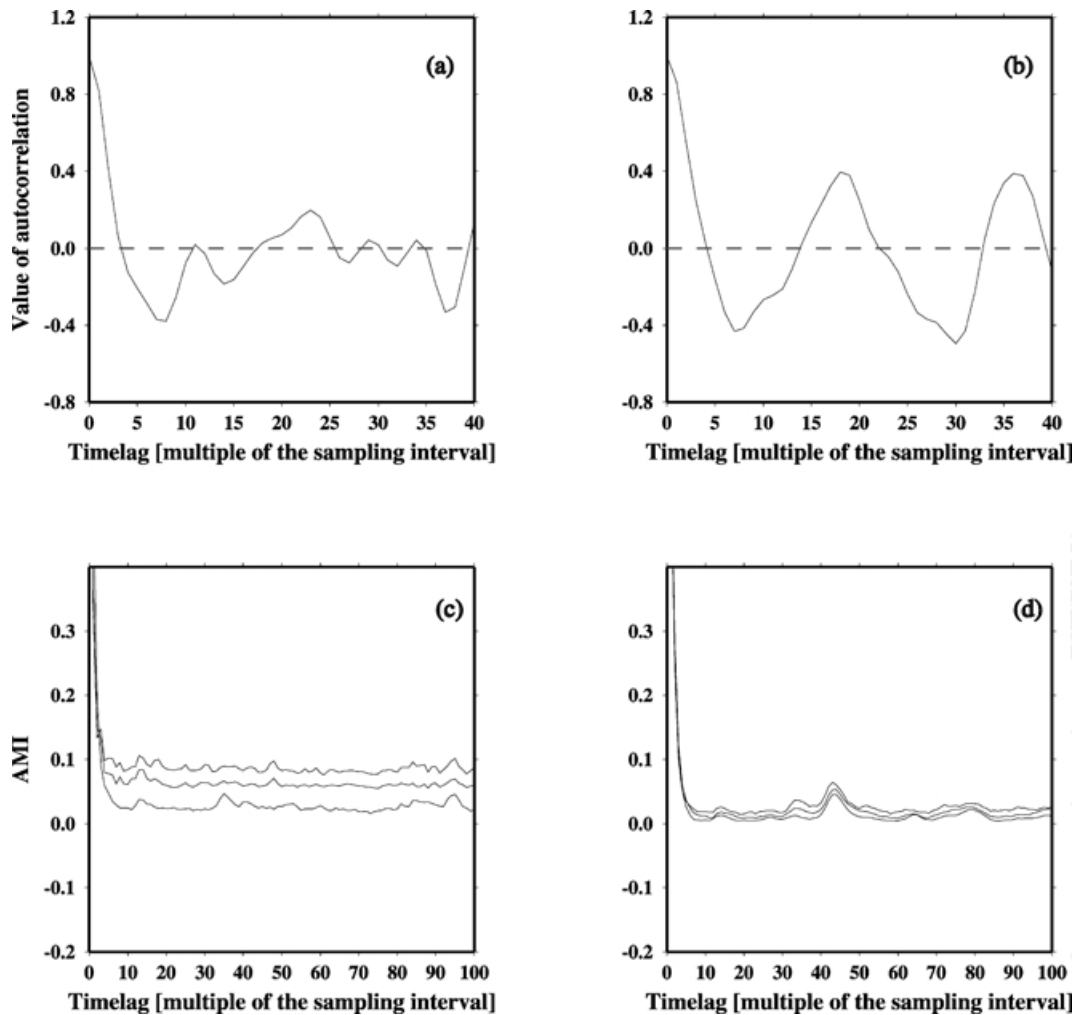 1.2
0.8
0.4
0.0
-0.4
-0.8
Value of autocorrelation
(a)
0 5 10 15 20 25 30 35 40
Timelag [multiple of the sampling interval]
1.2
0.8
0.4
0.0
-0.4
-0.8
(b)
0 5 10 15 20 25 30 35 40
Timelag [multiple of the sampling interval]
0.3
0.2
0.1
0.0
-0.1
-0.2
AMI
(c)
0 10 20 30 40 50 60 70 80 90 100
Timelag [multiple of the sampling interval]
0.3
0.2
0.1
0.0
-0.1
-0.2
(d)
0 10 20 30 40 50 60 70 80 90 100
Timelag [multiple of the sampling interval]